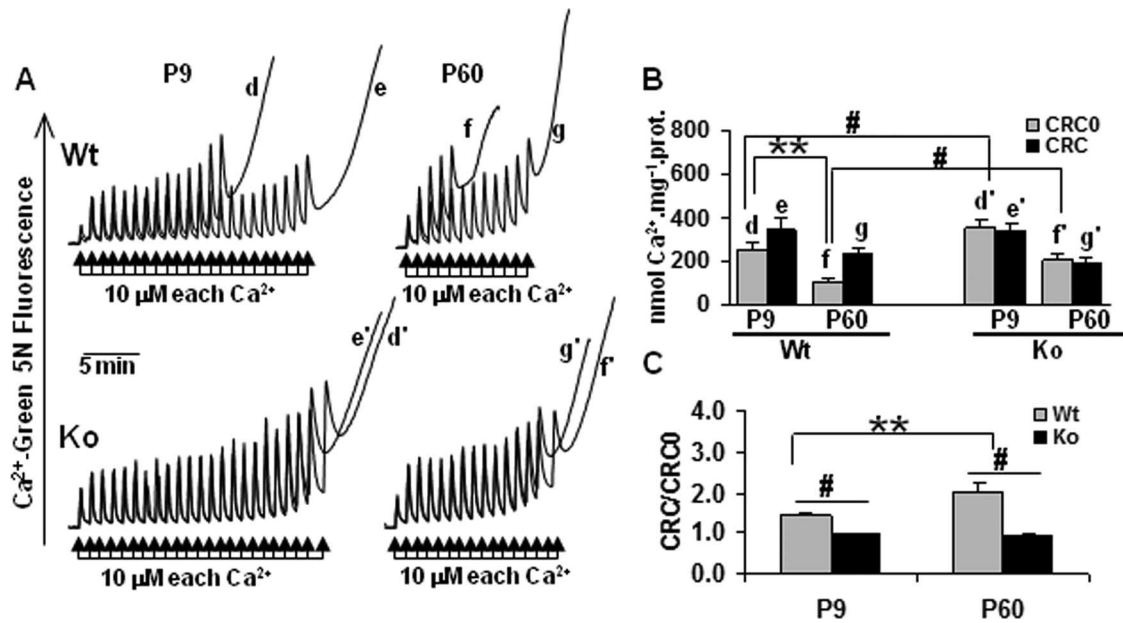 A
P9
P60
Ca²⁺-Green 5N Fluorescence
Wt
d
e
f
g
10 µM each Ca²⁺
10 µM each Ca²⁺
5 min
Ko
e'
d'
g'
f'
10 µM each Ca²⁺
10 µM each Ca²⁺
B
nmol Ca²⁺.mg⁻¹.prot.
800
600
400
200
0
CRC0
CRC
#
**
#
d
e
f
g
d'
e'
f'
g'
P9
P60
P9
P60
Wt
Ko
C
CRC/CRC0
4.0
3.0
2.0
1.0
0.0
Wt
Ko
**
#
#
P9
P60